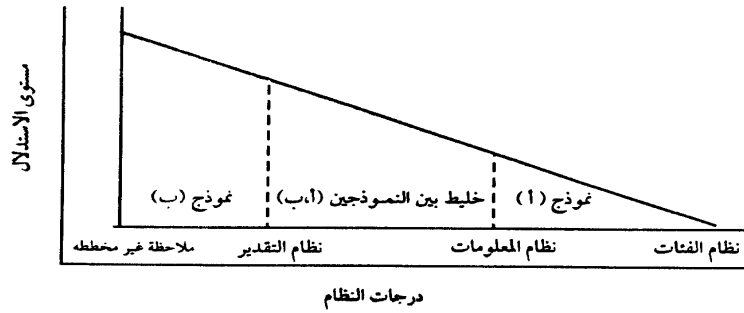 مستوى الاستدلال
نموذج (أ)
خليط بين النموذجين (أ،ب)
نموذج (ب)
نظام الفئات
نظام المعلومات
نظام التقدير
ملاحظة غير مخططه
درجات النظام